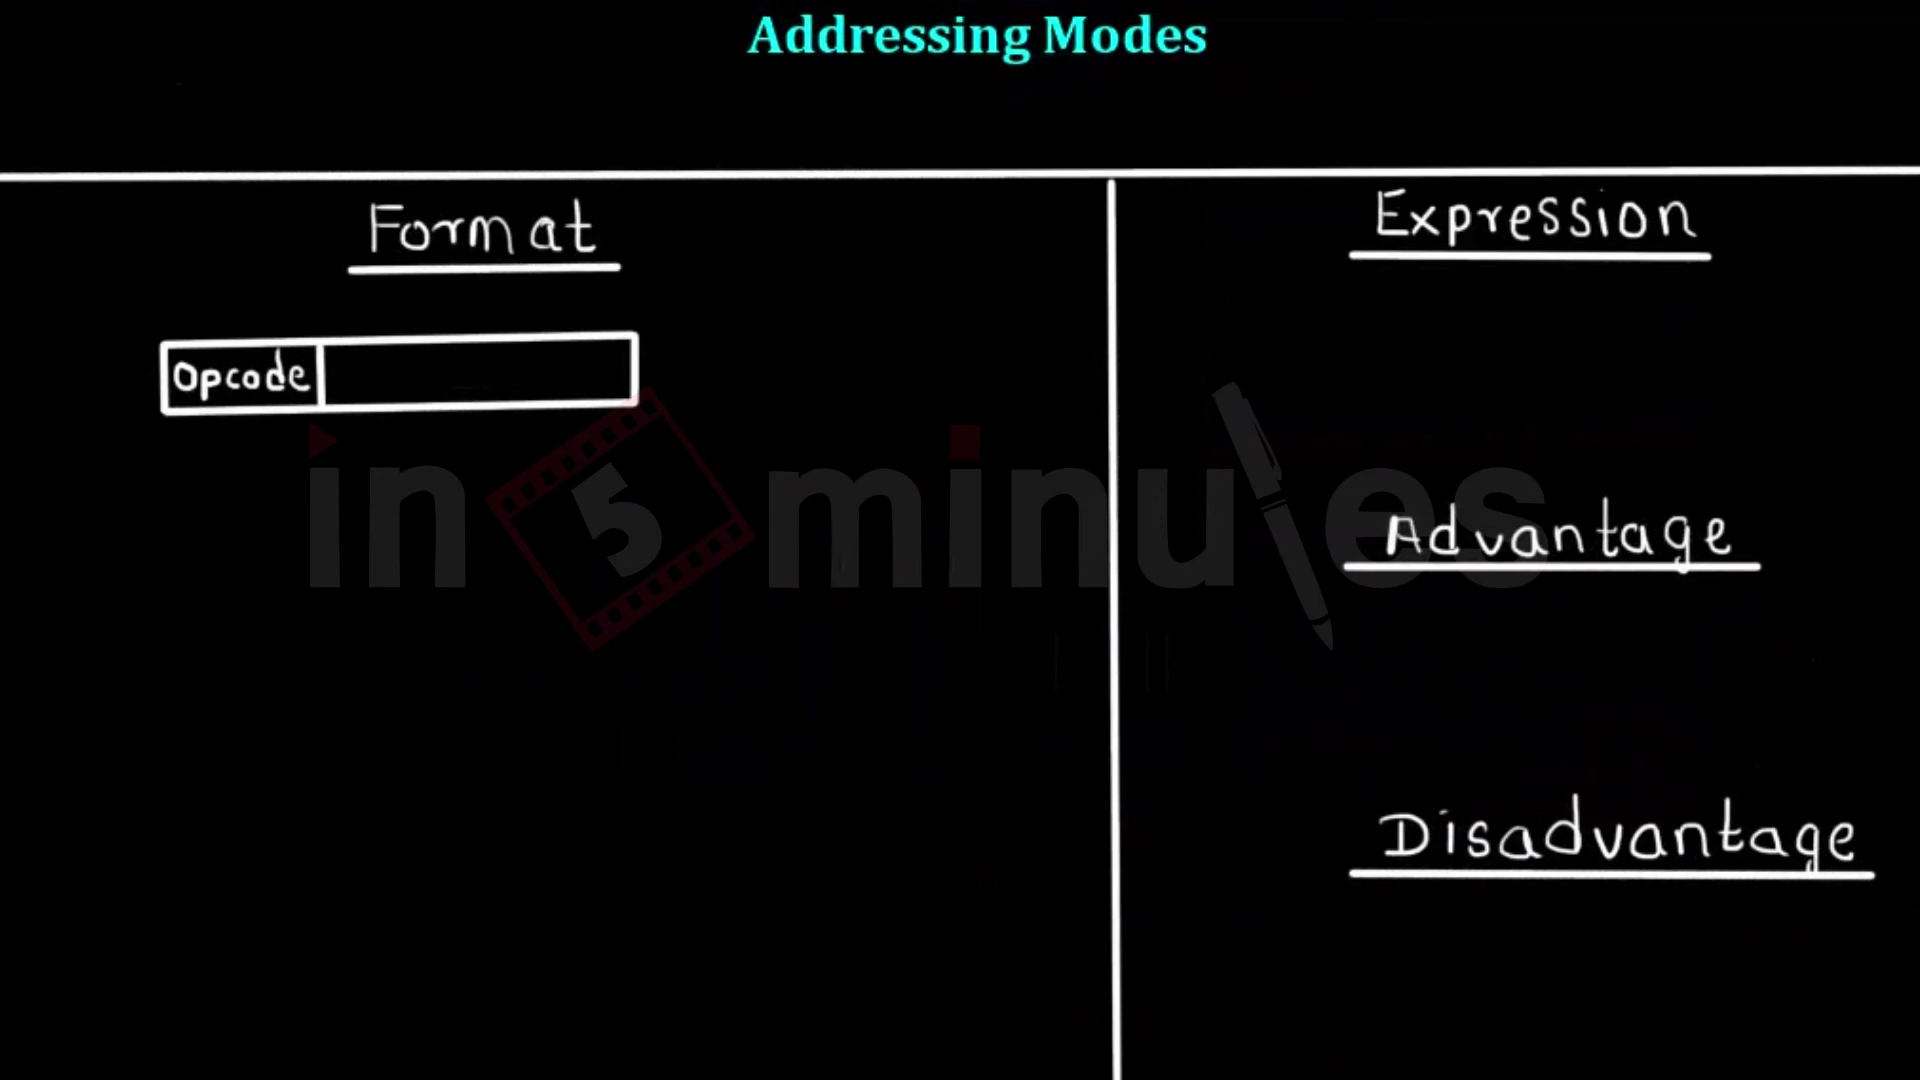 Addressing Modes
Format
Opcode
in 5 minutes
Expression
Advantage
Disadvantage